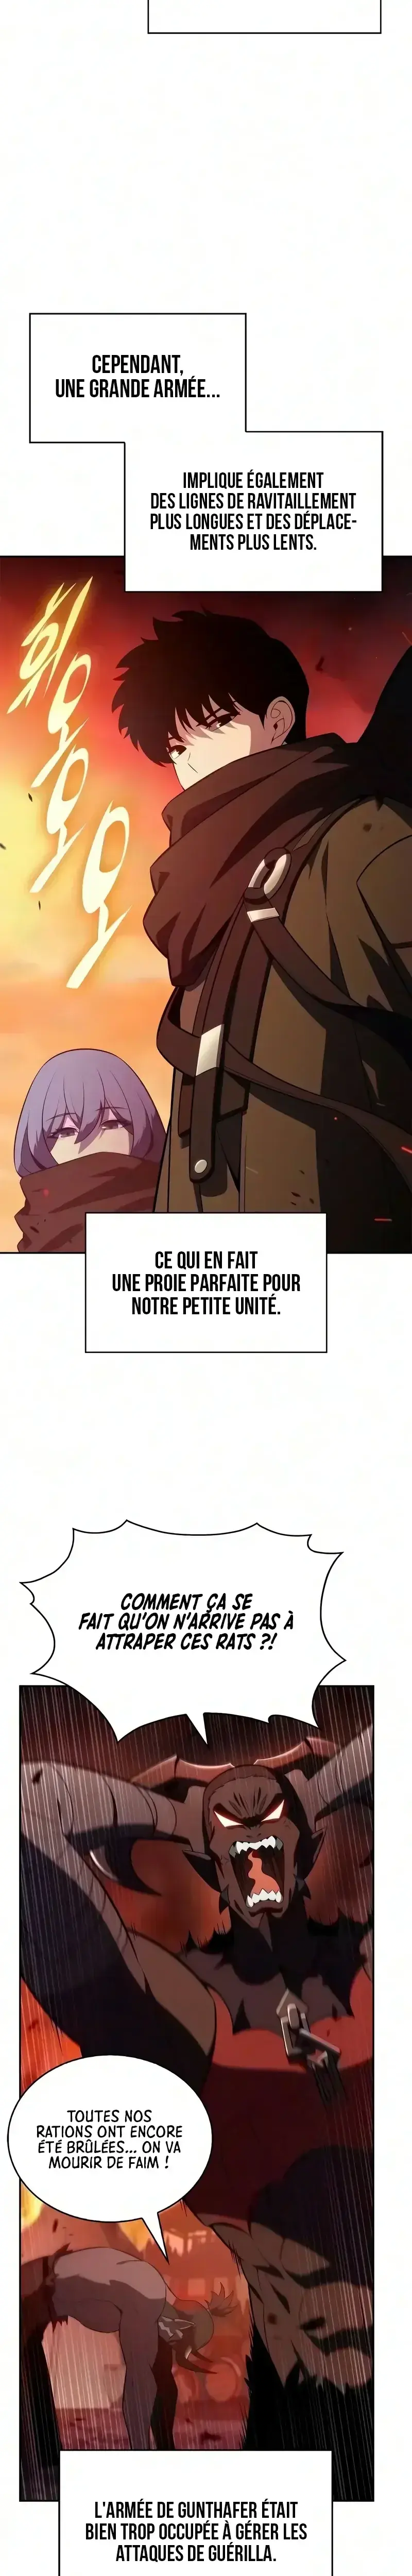 CEPENDANT,
UNE GRANDE ARMÉE...
IMPLIQUE ÉGALEMENT
DES LIGNES DE RAVITAILLEMENT
PLUS LONGUES ET DES DÉPLACE-
MENTS PLUS LENTS.
화
오
오
오
CE QUI EN FAIT
UNE PROIE PARFAITE POUR
NOTRE PETITE UNITÉ.
COMMENT ÇA SE
FAIT QU'ON N'ARRIVE PAS À
ATTRAPER CES RATS ?!
TOUTES NOS
RATIONS ONT ENCORE
ÉTÉ BRÛLÉES... ON VA
MOURIR DE FAIM !
L'ARMÉE DE GUNTHAFER ÉTAIT
BIEN TROP OCCUPÉE À GÉRER LES
ATTAQUES DE GUÉRILLA.